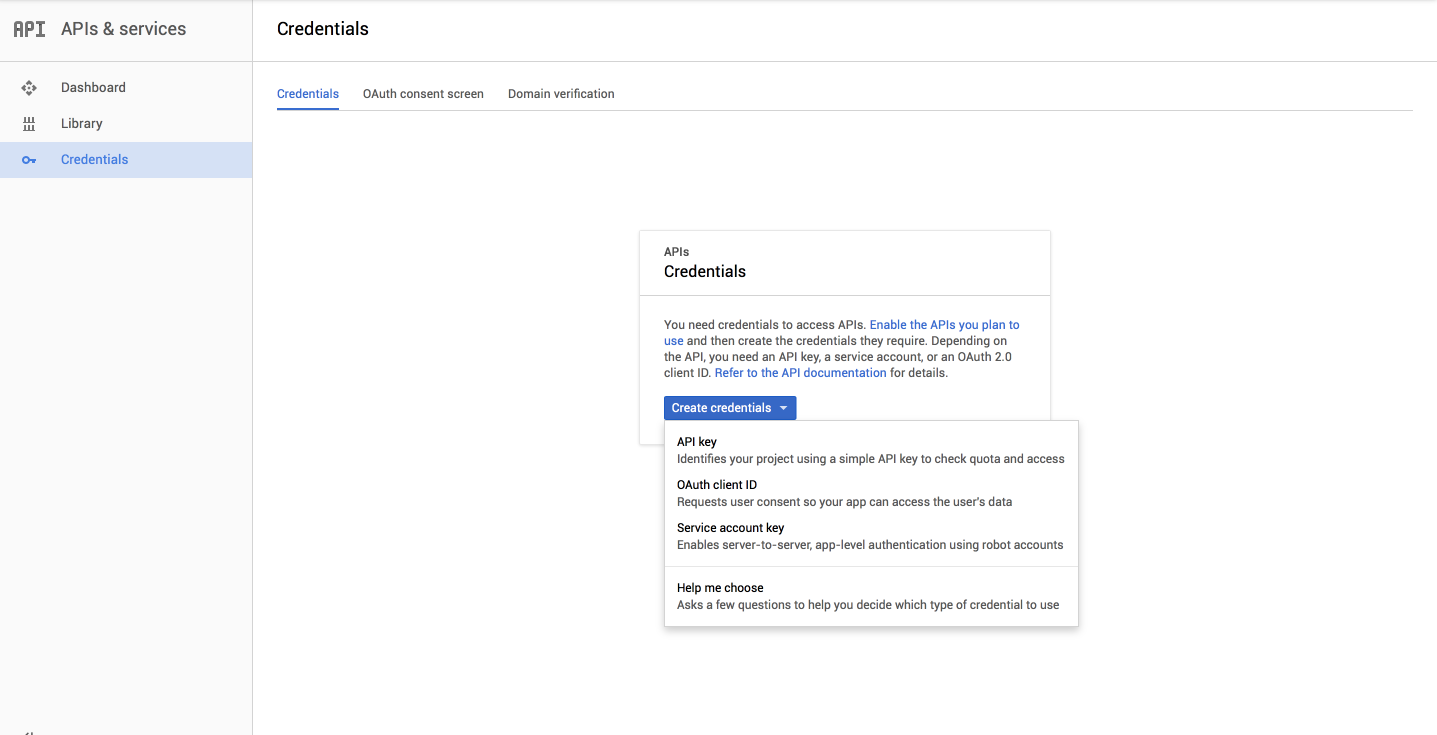 API APIs & services
Credentials
Dashboard
Library
Credentials
Credentials OAuth consent screen Domain verification
APIs
Credentials
You need credentials to access APIs. Enable the APIs you plan to
use and then create the credentials they require. Depending on
the API, you need an API key, a service account, or an OAuth 2.0
client ID. Refer to the API documentation for details.
Create credentials
API key
Identifies your project using a simple API key to check quota and access
OAuth client ID
Requests user consent so your app can access the user's data
Service account key
Enables server-to-server, app-level authentication using robot accounts
Help me choose
Asks a few questions to help you decide which type of credential to use